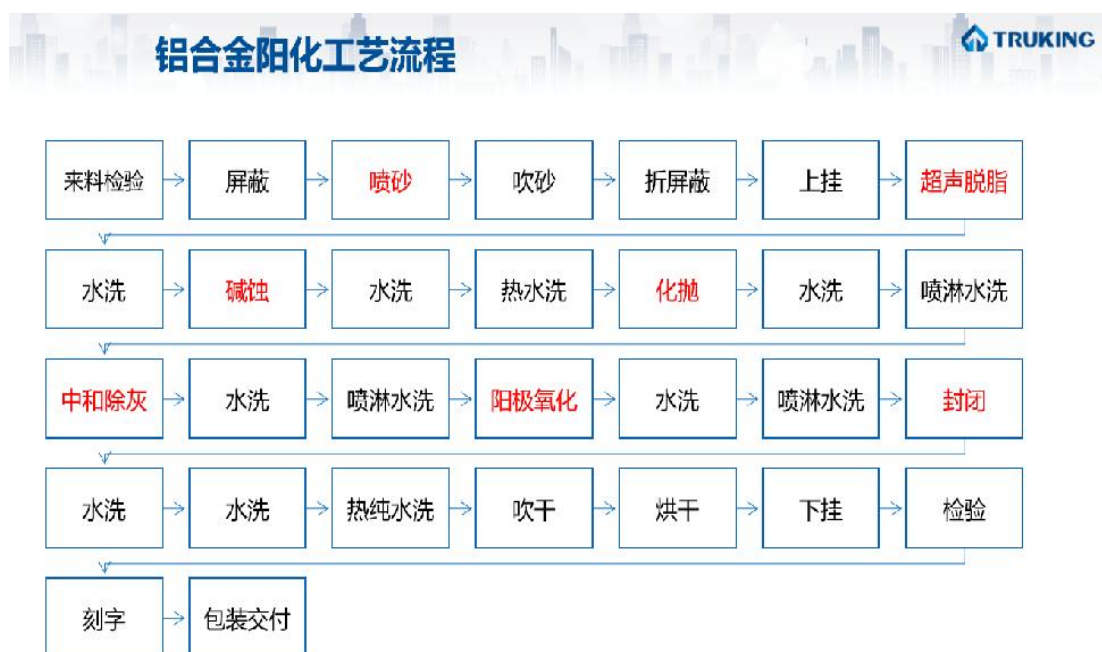 铝合金阳化工艺流程
TRUKING
来料检验
屏蔽
喷砂
吹砂
折屏蔽
上挂
超声脱脂
水洗
碱蚀
水洗
热水洗
化抛
水洗
喷淋水洗
中和除灰
水洗
喷淋水洗
阳极氧化
水洗
喷淋水洗
封闭
水洗
水洗
热纯水洗
吹干
烘干
下挂
检验
刻字
包装交付